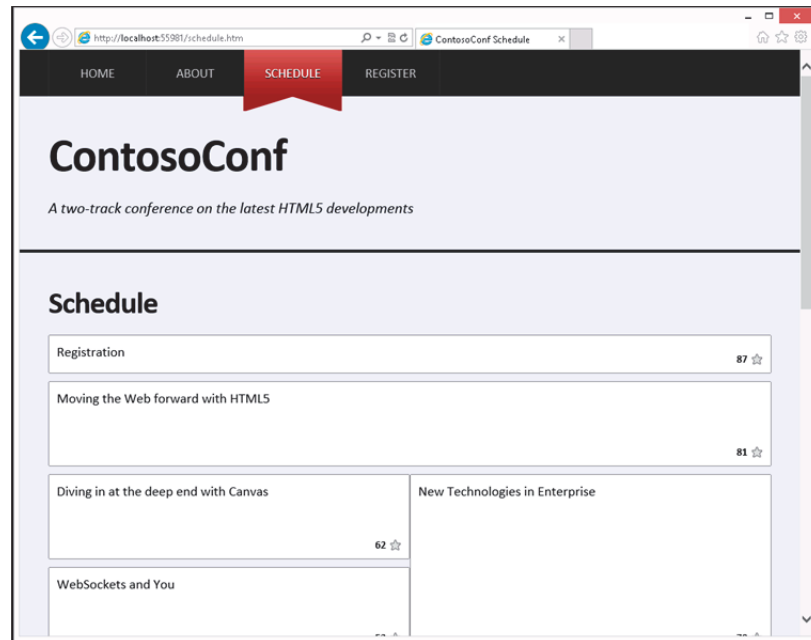 http://localhost:55981/schedule.htm
ContosoConf Schedule
HOME ABOUT SCHEDULE REGISTER
ContosoConf
A two-track conference on the latest HTML5 developments
Schedule
Registration
87
Moving the Web forward with HTML5
81
Diving in at the deep end with Canvas
62
New Technologies in Enterprise
WebSockets and You